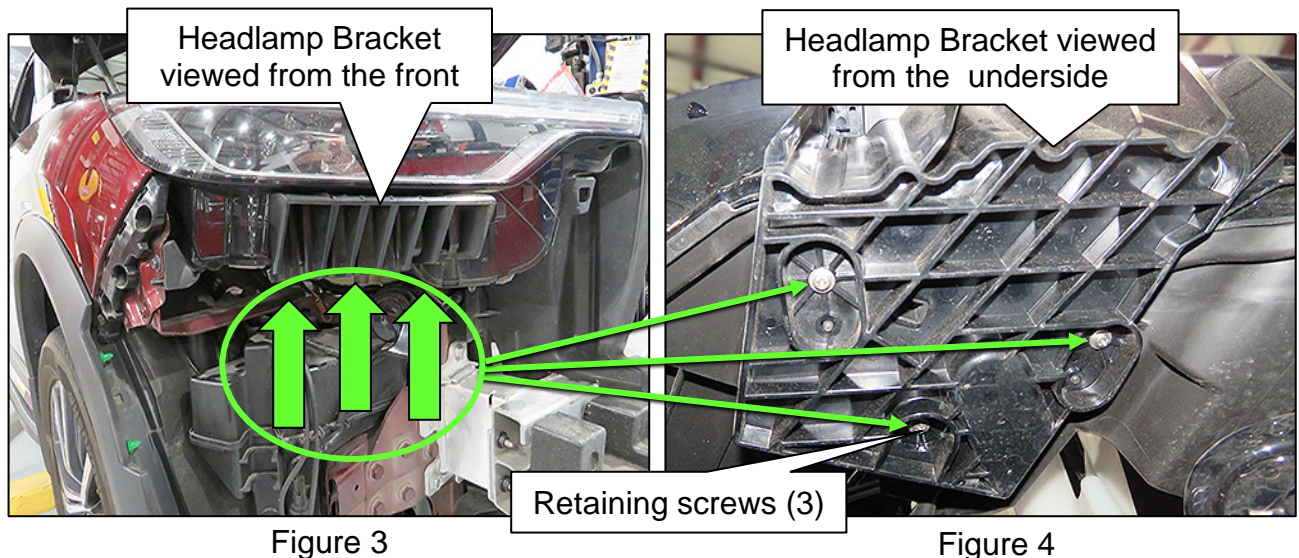 Headlamp Bracket
viewed from the front
Headlamp Bracket viewed
from the underside
Retaining screws (3)
Figure 3
Figure 4